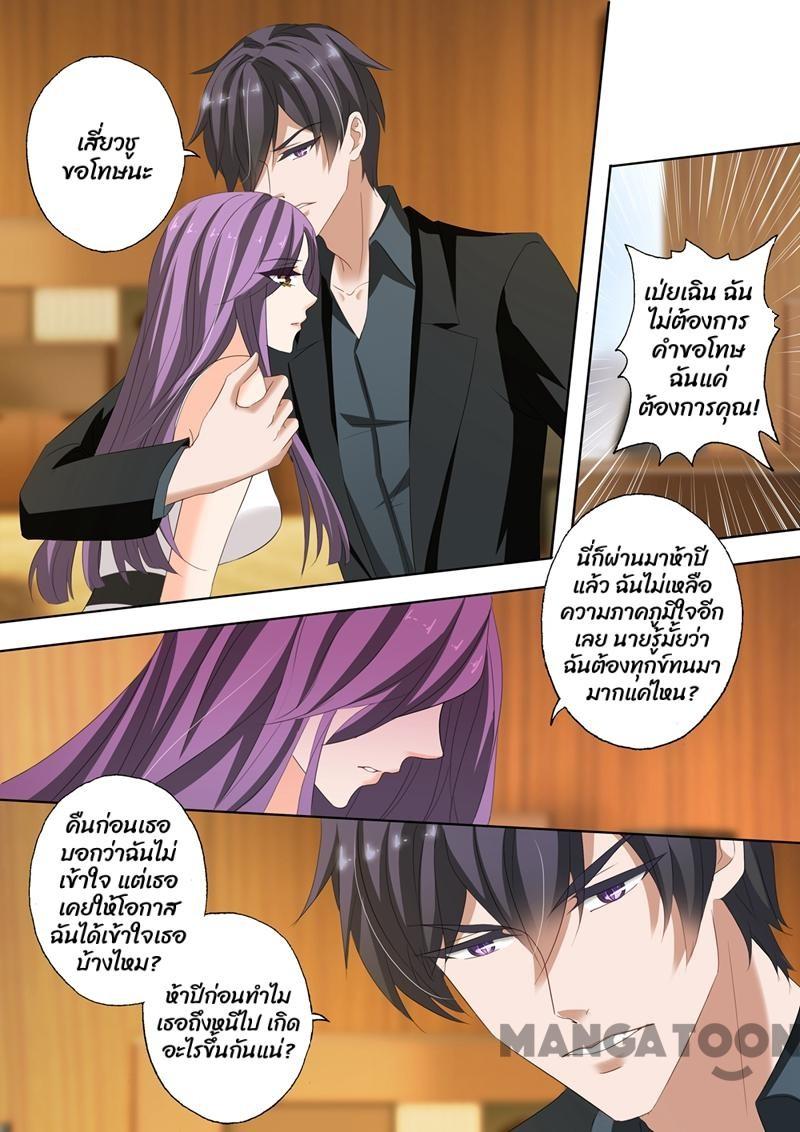 เสี่ยวชู
ขอโทษนะ
เป่ยเฉิน ฉัน
ไม่ต้องการ
คำขอโทษ
ฉันแค่
ต้องการคุณ!
นี่ก็ผ่านมาห้าปี
แล้ว ฉันไม่เหลือ
ความภาคภูมิใจอีก
เลย นายรู้มั้ยว่า
ฉันต้องทุกข์ทนมา
มากแค่ไหน?
คืนก่อนเธอ
บอกว่าฉันไม่
เข้าใจ แต่เธอ
เคยให้โอกาส
ฉันได้เข้าใจเธอ
บ้างไหม?
ห้าปีก่อนทำไม
เธอถึงหนีไป เกิด
อะไรขึ้นกันแน่?
MANGATOON